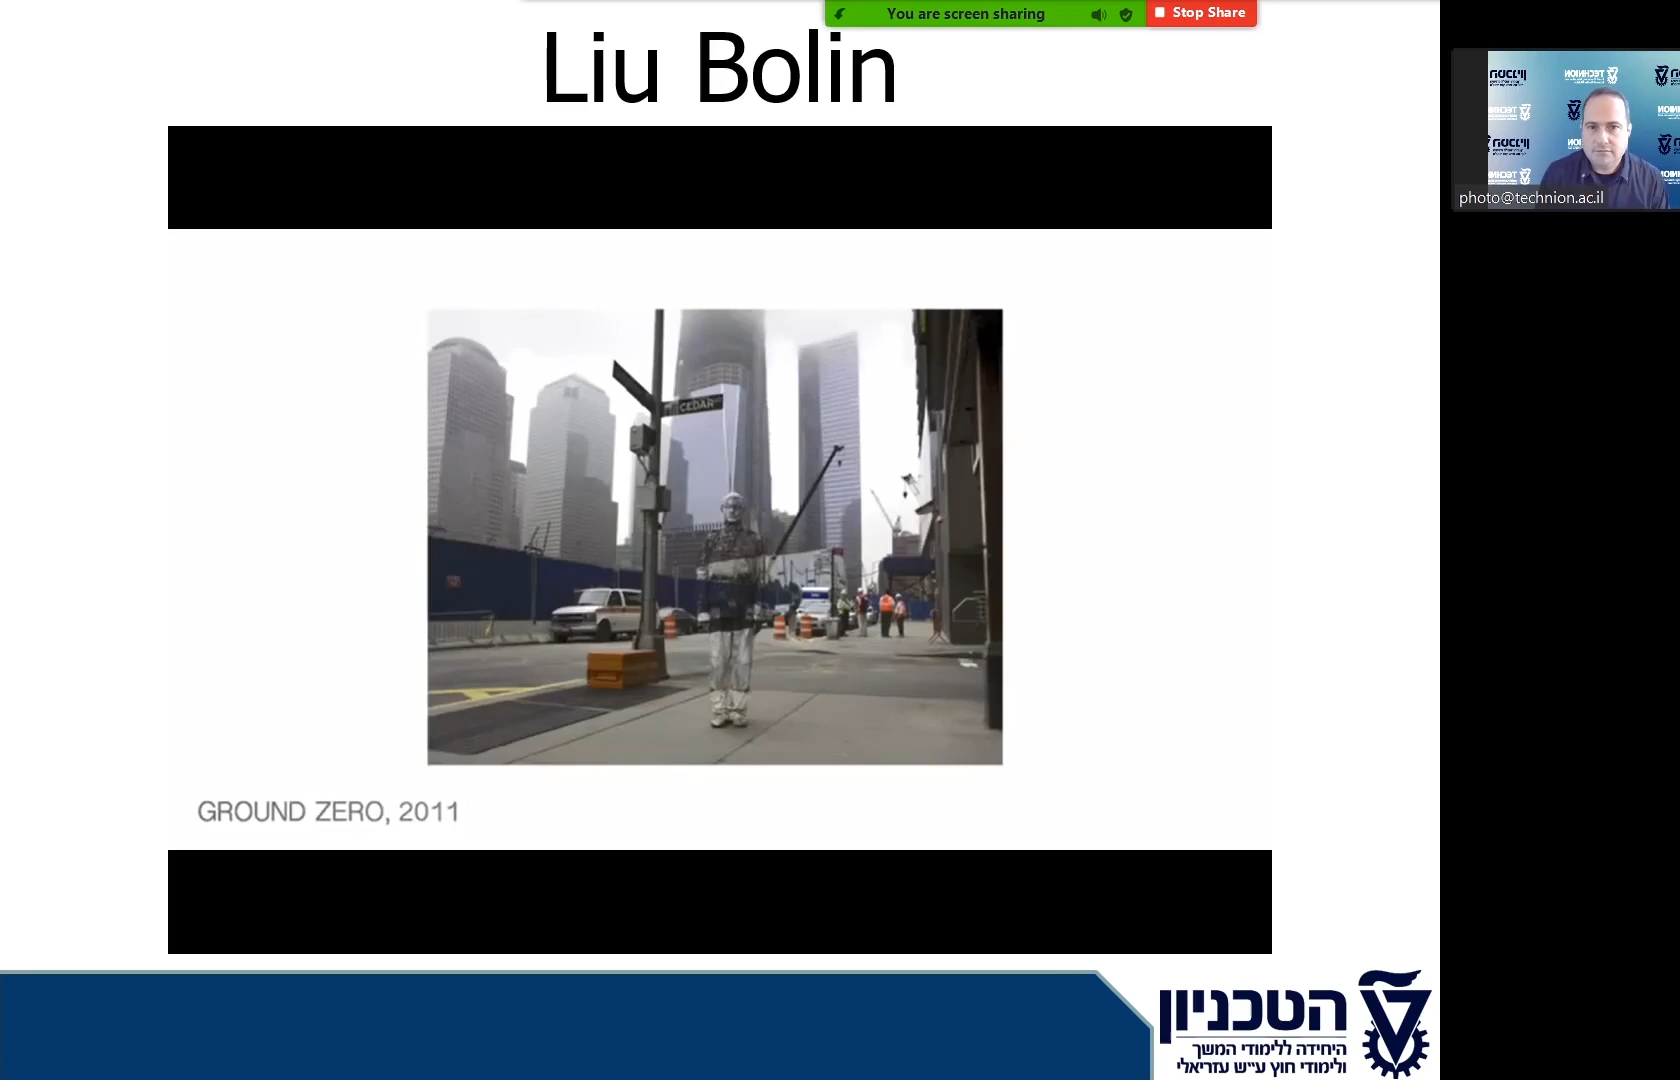 You are screen sharing
Stop Share
Liu Bolin
CEDAR
GROUND ZERO, 2011
photo@technion.ac.il
TECHNION
הטכניון
היחידה ללימודי המשך
ולימודי חוץ ע״ש עזריאלי